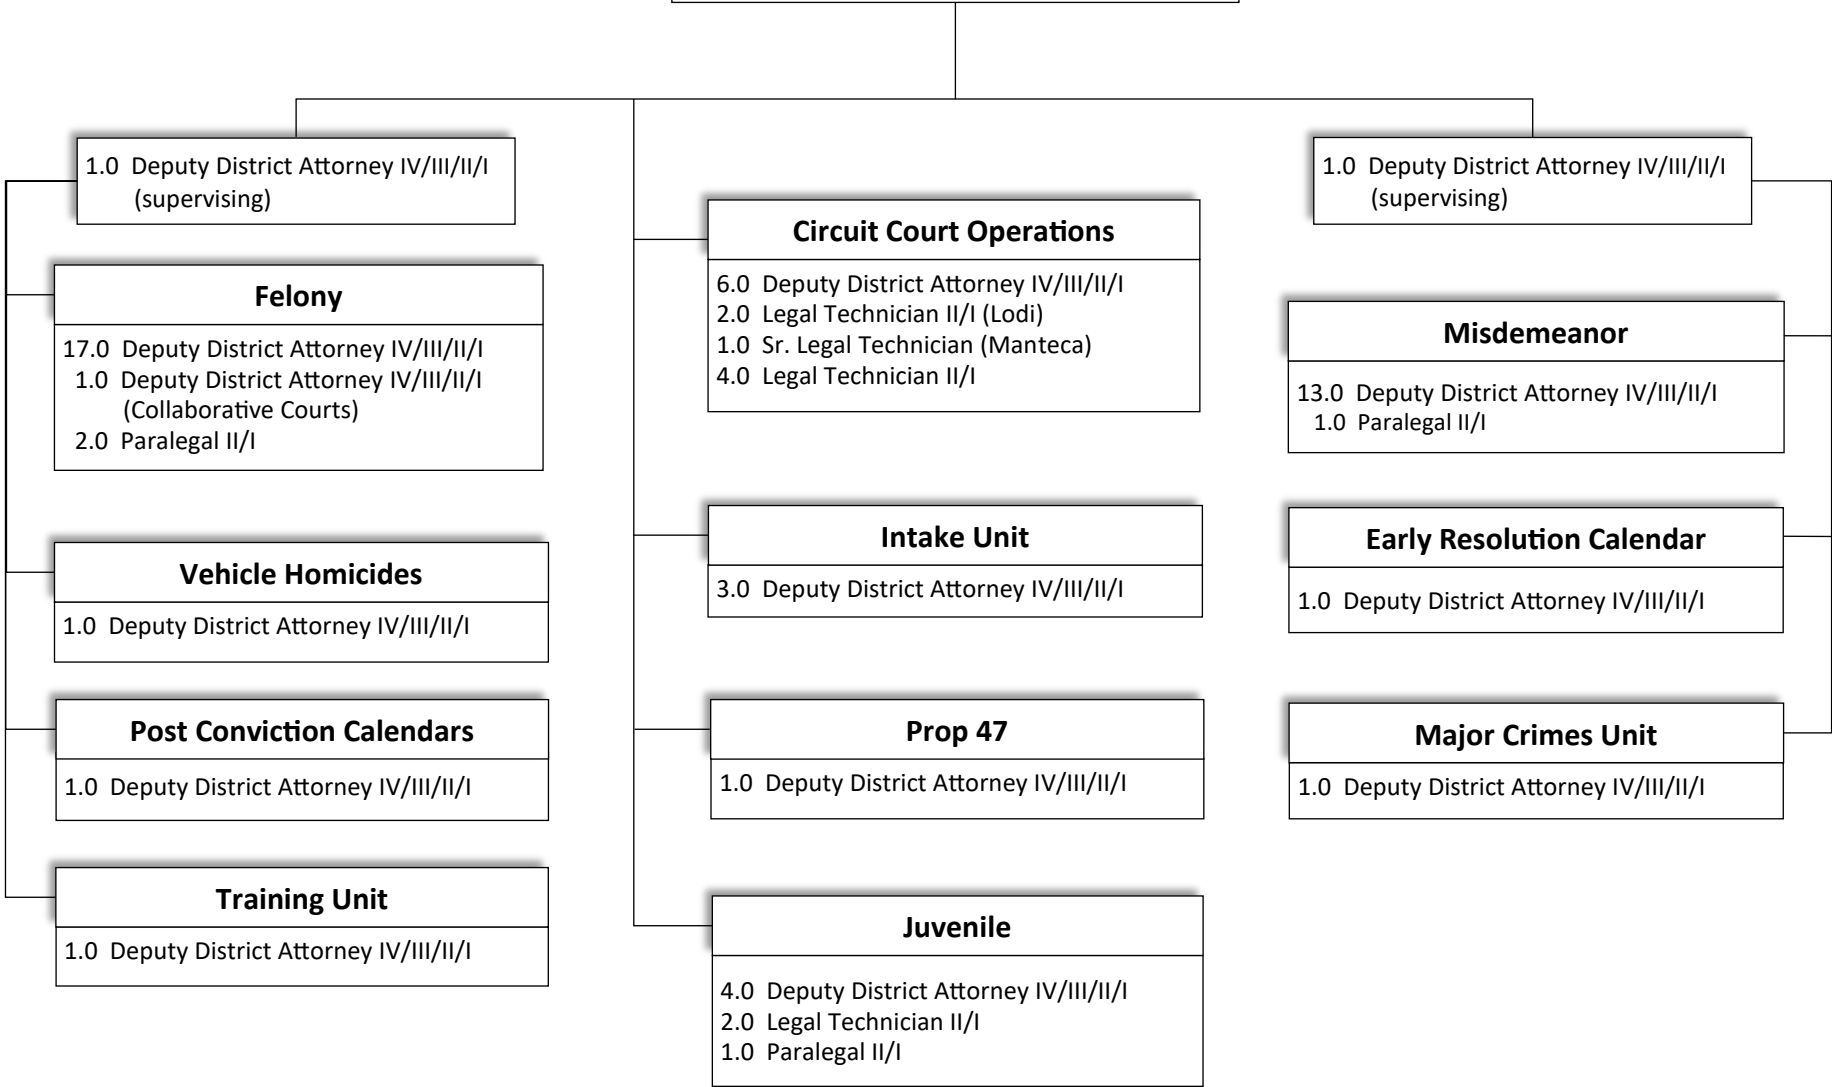 1.0 Deputy District Attorney IV/III/II/I
(supervising)
Felony
17.0 Deputy District Attorney IV/III/II/I
1.0 Deputy District Attorney IV/III/II/I
(Collaborative Courts)
2.0 Paralegal II/I
Vehicle Homicides
1.0 Deputy District Attorney IV/III/II/I
Post Conviction Calendars
1.0 Deputy District Attorney IV/III/II/I
Training Unit
1.0 Deputy District Attorney IV/III/II/I
Circuit Court Operations
6.0 Deputy District Attorney IV/III/II/I
2.0 Legal Technician II/I (Lodi)
1.0 Sr. Legal Technician (Manteca)
4.0 Legal Technician II/I
Intake Unit
3.0 Deputy District Attorney IV/III/II/I
Prop 47
1.0 Deputy District Attorney IV/III/II/I
Juvenile
4.0 Deputy District Attorney IV/III/II/I
2.0 Legal Technician II/I
1.0 Paralegal II/I
1.0 Deputy District Attorney IV/III/II/I
(supervising)
Misdemeanor
13.0 Deputy District Attorney IV/III/II/I
1.0 Paralegal II/I
Early Resolution Calendar
1.0 Deputy District Attorney IV/III/II/I
Major Crimes Unit
1.0 Deputy District Attorney IV/III/II/I